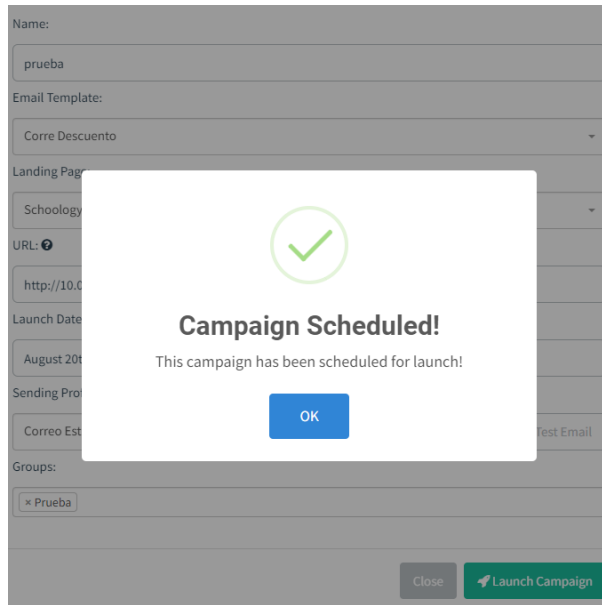 Name:
prueba
Email Template:
Corre Descuento
Landing Page:
Schoology
URL:
http://10.0
Launch Date
August 20t
Campaign Scheduled!
This campaign has been scheduled for launch!
OK
Sending Prof
Correo Est
Test Email
Groups:
× Prueba
Close
Launch Campaign